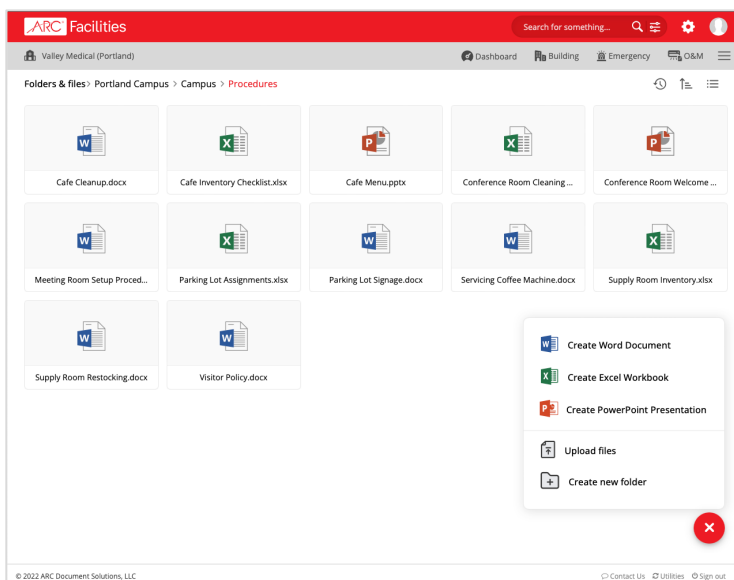 ARC Facilities
Search for something...
Valley Medical (Portland)
Dashboard Building Emergency O&M
Folders & files> Portland Campus > Campus > Procedures
W X P X P
Cafe Cleanup.docx Cafe Inventory Checklist.xlsx Cafe Menu.pptx Conference Room Cleaning ... Conference Room Welcome ...
W X W W X
Meeting Room Setup Proced... Parking Lot Assignments.xlsx Parking Lot Signage.docx Servicing Coffee Machine.docx Supply Room Inventory.xlsx
W W
Supply Room Restocking.docx Visitor Policy.docx
W Create Word Document
X Create Excel Workbook
P Create PowerPoint Presentation
Upload files
Create new folder
© 2022 ARC Document Solutions, LLC
Contact Us Utilities Sign out